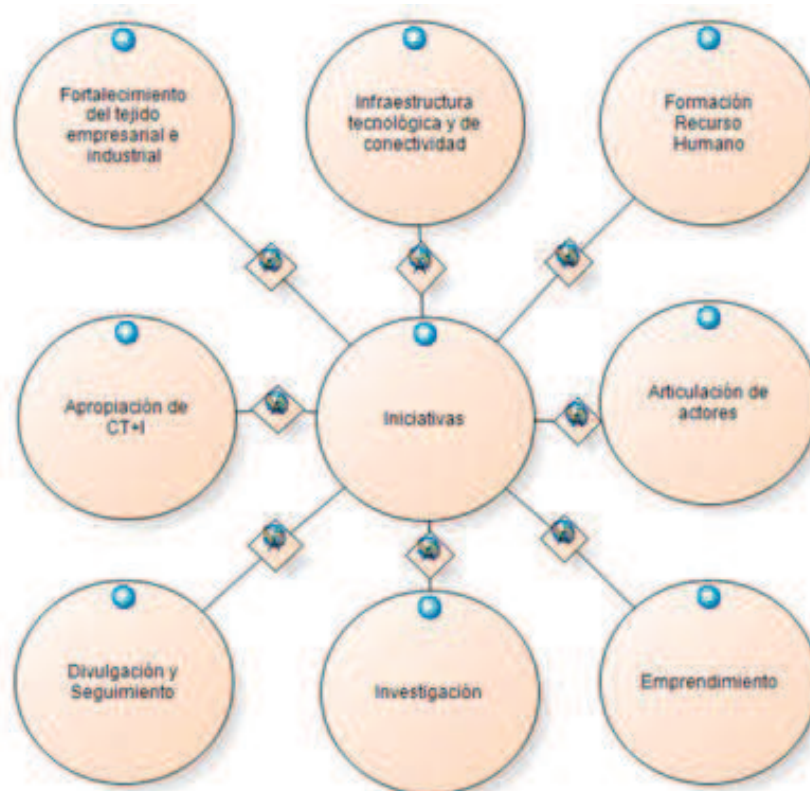 Fortalecimiento
del tejido
empresarial e
industrial
Infraestructura
tecnológica y de
conectividad
Formación
Recurso
Humano
Apropiación de
CT+I
Iniciativas
Articulación de
actores
Divulgación y
Seguimiento
Investigación
Emprendimiento